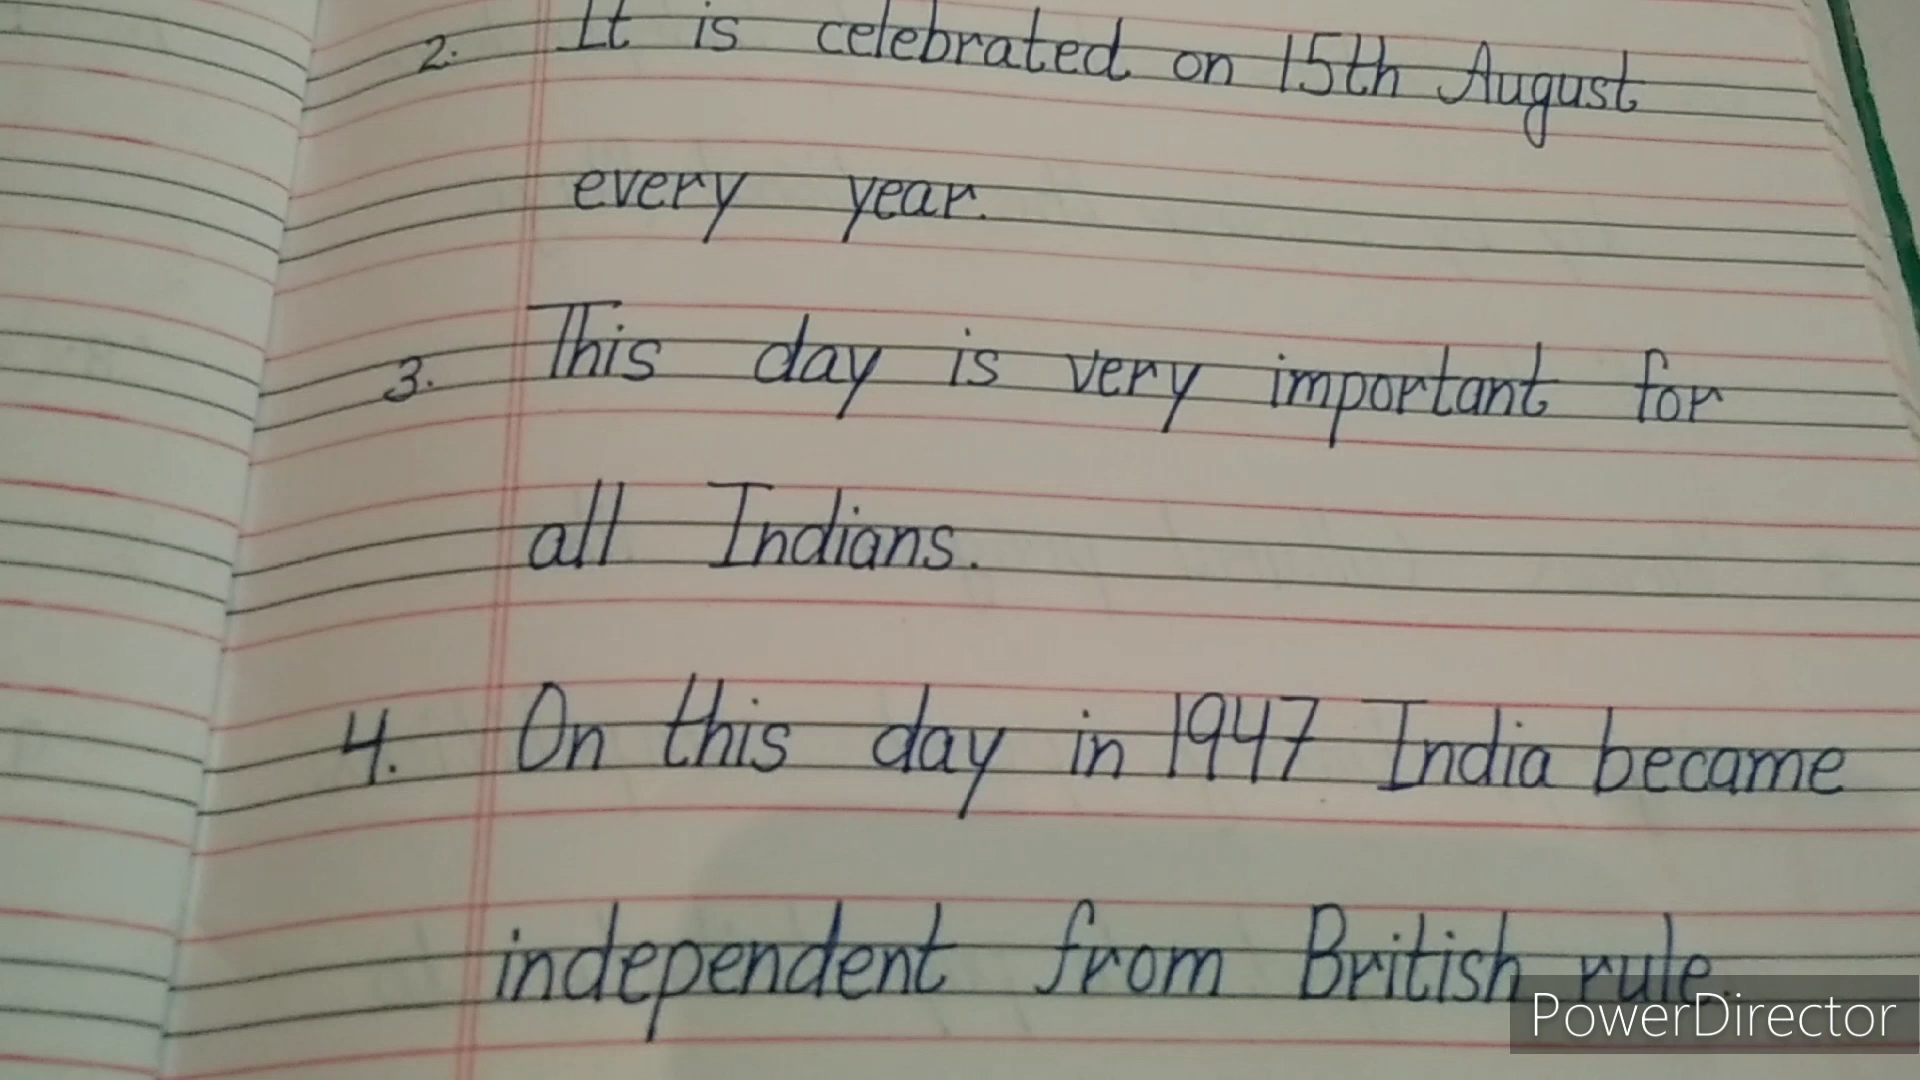 2. It is celebrated on 15th August
every year.
3. This day is very important for
all Indians.
4. On this day in 1947 India became
independent from British rule.
PowerDirector